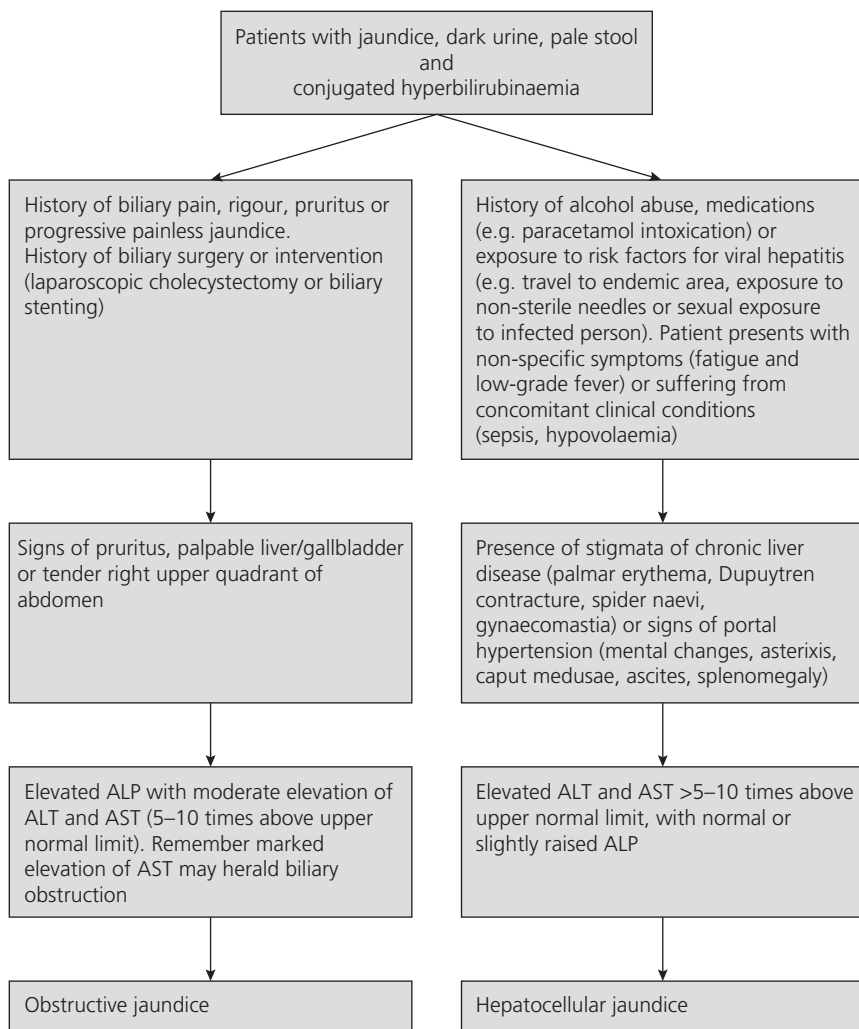 Patients with jaundice, dark urine, pale stool
and
conjugated hyperbilirubinaemia
History of biliary pain, rigour, pruritus or
progressive painless jaundice.
History of biliary surgery or intervention
(laparoscopic cholecystectomy or biliary
stenting)
History of alcohol abuse, medications
(e.g. paracetamol intoxication) or
exposure to risk factors for viral hepatitis
(e.g. travel to endemic area, exposure to
non-sterile needles or sexual exposure
to infected person). Patient presents with
non-specific symptoms (fatigue and
low-grade fever) or suffering from
concomitant clinical conditions
(sepsis, hypovolaemia)
Signs of pruritus, palpable liver/gallbladder
or tender right upper quadrant of
abdomen
Presence of stigmata of chronic liver
disease (palmar erythema, Dupuytren
contracture, spider naevi,
gynaecomastia) or signs of portal
hypertension (mental changes, asterixis,
caput medusae, ascites, splenomegaly)
Elevated ALP with moderate elevation of
ALT and AST (5–10 times above upper
normal limit). Remember marked
elevation of AST may herald biliary
obstruction
Elevated ALT and AST >5–10 times above
upper normal limit, with normal or
slightly raised ALP
Obstructive jaundice
Hepatocellular jaundice